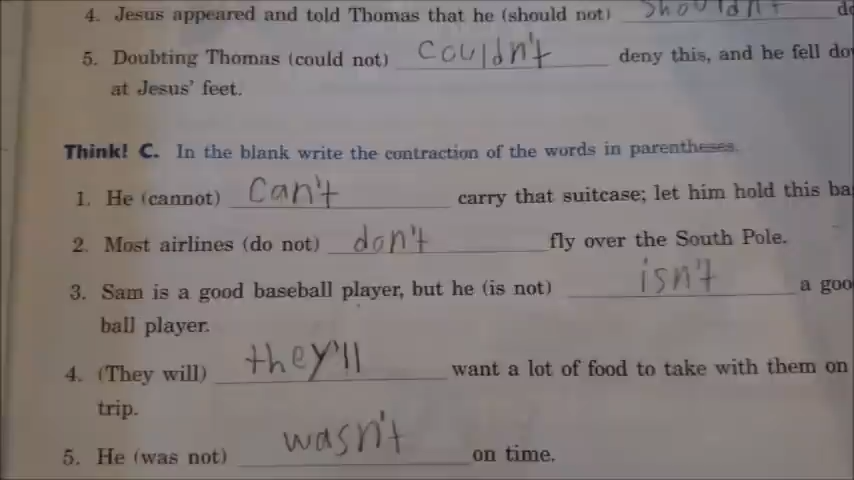 4. Jesus appeared and told Thomas that he (should not) shouldn't
5. Doubting Thomas (could not) couldn't deny this, and he fell
at Jesus' feet.
Think! C. In the blank write the contraction of the words in parentheses.
1. He (cannot) can't carry that suitcase; let him hold this
2. Most airlines (do not) don't fly over the South Pole.
3. Sam is a good baseball player, but he (is not) isn't a
ball player.
4. (They will) they'll want a lot of food to take with them on
trip.
5. He (was not) wasn't on time.